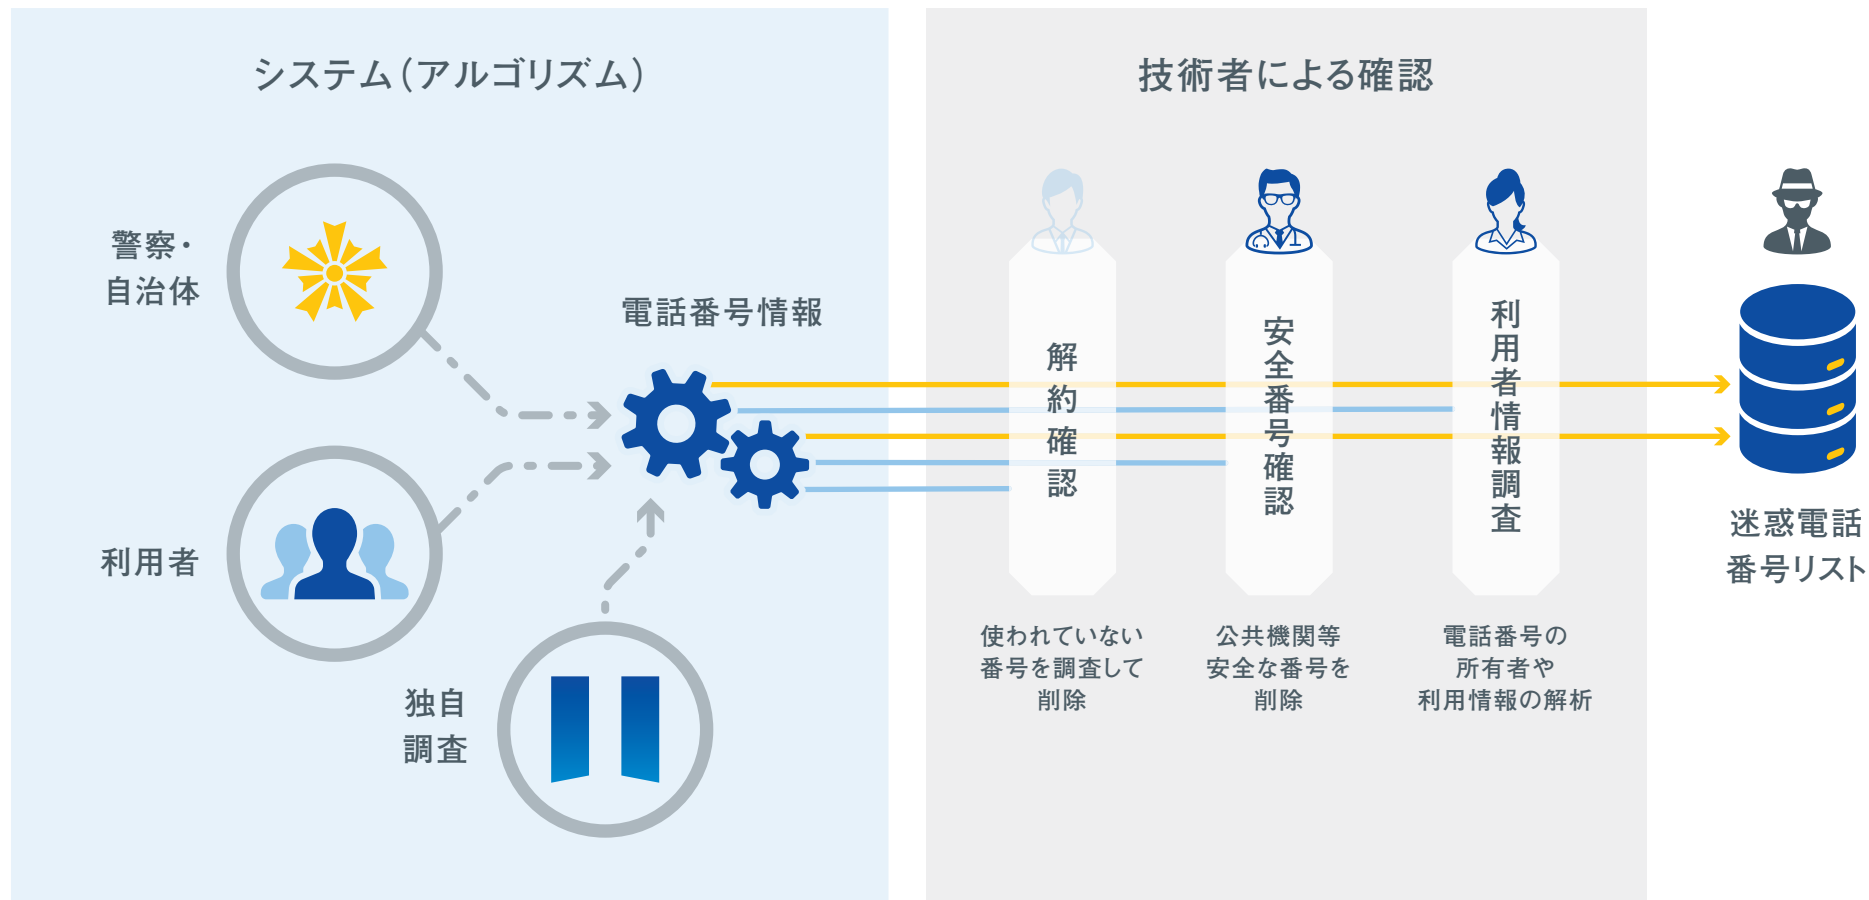 システム(アルゴリズム)
警察・
自治体
電話番号情報
利用者
独自
調査
技術者による確認
解約確認
安全番号確認
利用者情報調査
使われていない
番号を調査して
削除
公共機関等
安全な番号を
削除
電話番号の
所有者や
利用情報の解析
迷惑電話
番号リスト